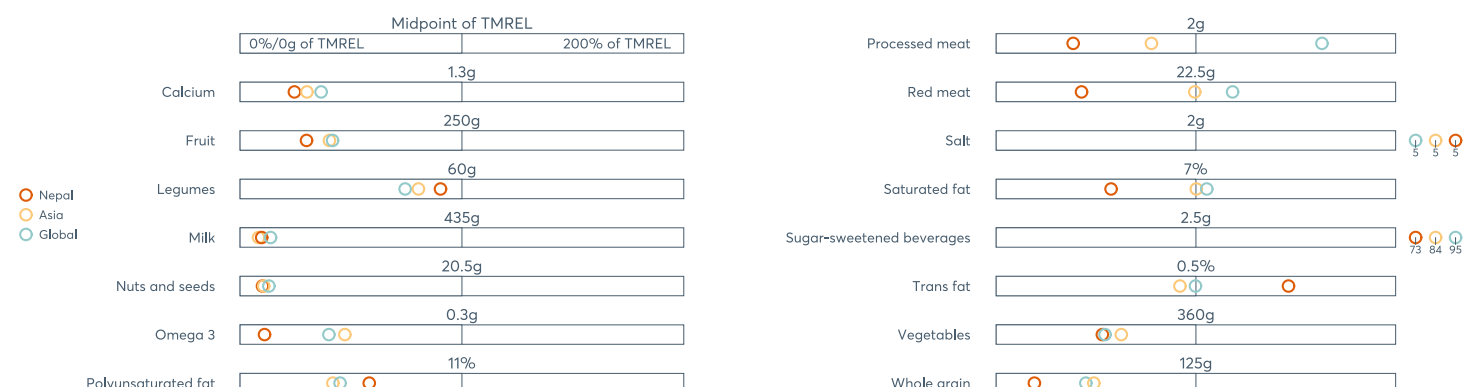 Midpoint of TMREL
0%/0g of TMREL 200% of TMREL
1.3g
Calcium
250g
Fruit
60g
Legumes
435g
Milk
20.5g
Nuts and seeds
0.3g
Omega 3
11%
Polyunsaturated fat
Nepal
Asia
Global
2g
Processed meat
22.5g
Red meat
2g
Salt
5 5 5
7%
Saturated fat
2.5g
Sugar-sweetened beverages
73 84 95
0.5%
Trans fat
360g
Vegetables
125g
Whole grain